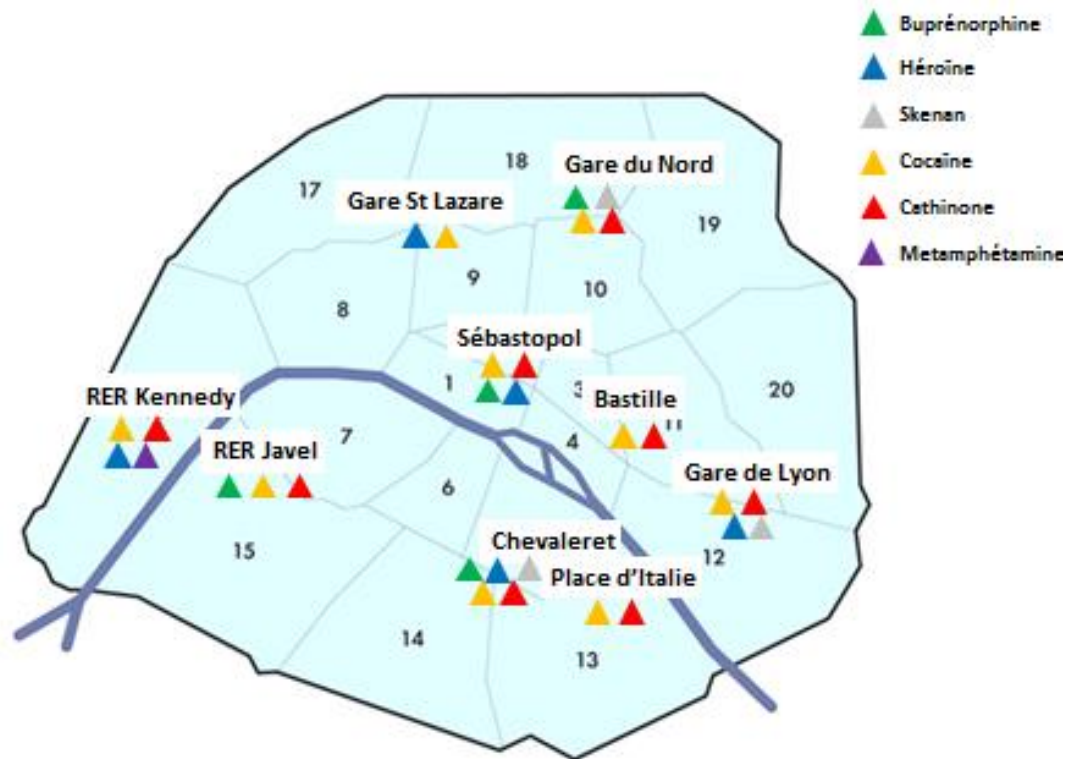 Buprénorphine
Héroïne
Skenan
Cocaïne
Cathinone
Metamphétamine
18
Gare du Nord
17
Gare St Lazare
19
9
10
8
Sébastopol
1
3
20
RER Kennedy
Bastille
11
7
4
RER Javel
6
Gare de Lyon
15
Chevaleret
12
Place d'Italie
14
13